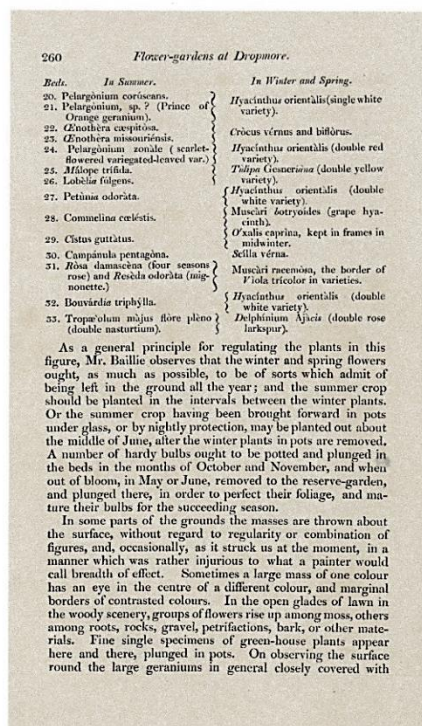 260 Flower-gardens at Dropmore.
Beds. In Summer. In Winter and Spring.
20. Pelargònium corúscans.
21. Pelargònium, sp. ? (Prince of
Orange geranium).
Hyacínthus orientàlis (single white
variety).
22. Œnothèra cæspitòsa.
23. Œnothèra missouriénsis.
Cròcus vérnus and biflòrus.
24. Pelargònium zonàle (scarlet-
flowered variegated-leaved var.)
Hyacínthus orientàlis (double red
variety).
25. Málope trífida.
26. Lobèlia fúlgens.
Tùlipa Gesneriàna (double yellow
variety).
27. Petùnia odoràta.
Hyacínthus orientàlis (double
white variety).
28. Commelìna cœléstis.
Muscàri botryoìdes (grape hya-
cinth).
29. Cístus guttàtus.
O'xalis caprina, kept in frames in
midwinter.
30. Campánula pentagòna.
Scílla vérna.
31. Ròsa damascèna (four seasons
rose) and Resèda odoràta (mig-
nonette.)
Muscàri racemòsa, the border of
Vìola tricolor in varieties.
32. Bouvárdia triphýlla.
Hyacínthus orientàlis (double
white variety).
33. Tropæ'olum màjus flòre plèno
(double nasturtium).
Delphínium Ajàcis (double rose
larkspur).
As a general principle for regulating the plants in this
figure, Mr. Baillie observes that the winter and spring flowers
ought, as much as possible, to be of sorts which admit of
being left in the ground all the year; and the summer crop
should be planted in the intervals between the winter plants.
Or the summer crop having been brought forward in pots
under glass, or by nightly protection, may be planted out about
the middle of June, after the winter plants in pots are removed.
A number of hardy bulbs ought to be potted and plunged in
the beds in the months of October and November, and when
out of bloom, in May or June, removed to the reserve-garden,
and plunged there, in order to perfect their foliage, and ma-
ture their bulbs for the succeeding season.
In some parts of the grounds the masses are thrown about
the surface, without regard to regularity or combination of
figures, and, occasionally, as it struck us at the moment, in a
manner which was rather injurious to what a painter would
call breadth of effect. Sometimes a large mass of one colour
has an eye in the centre of a different colour, and marginal
borders of contrasted colours. In the open glades of lawn in
the woody scenery, groups of flowers rise up among moss, others
among roots, rocks, gravel, petrifactions, bark, or other mate-
rials. Fine single specimens of green-house plants appear
here and there, plunged in pots. On observing the surface
round the large geraniums in general closely covered with